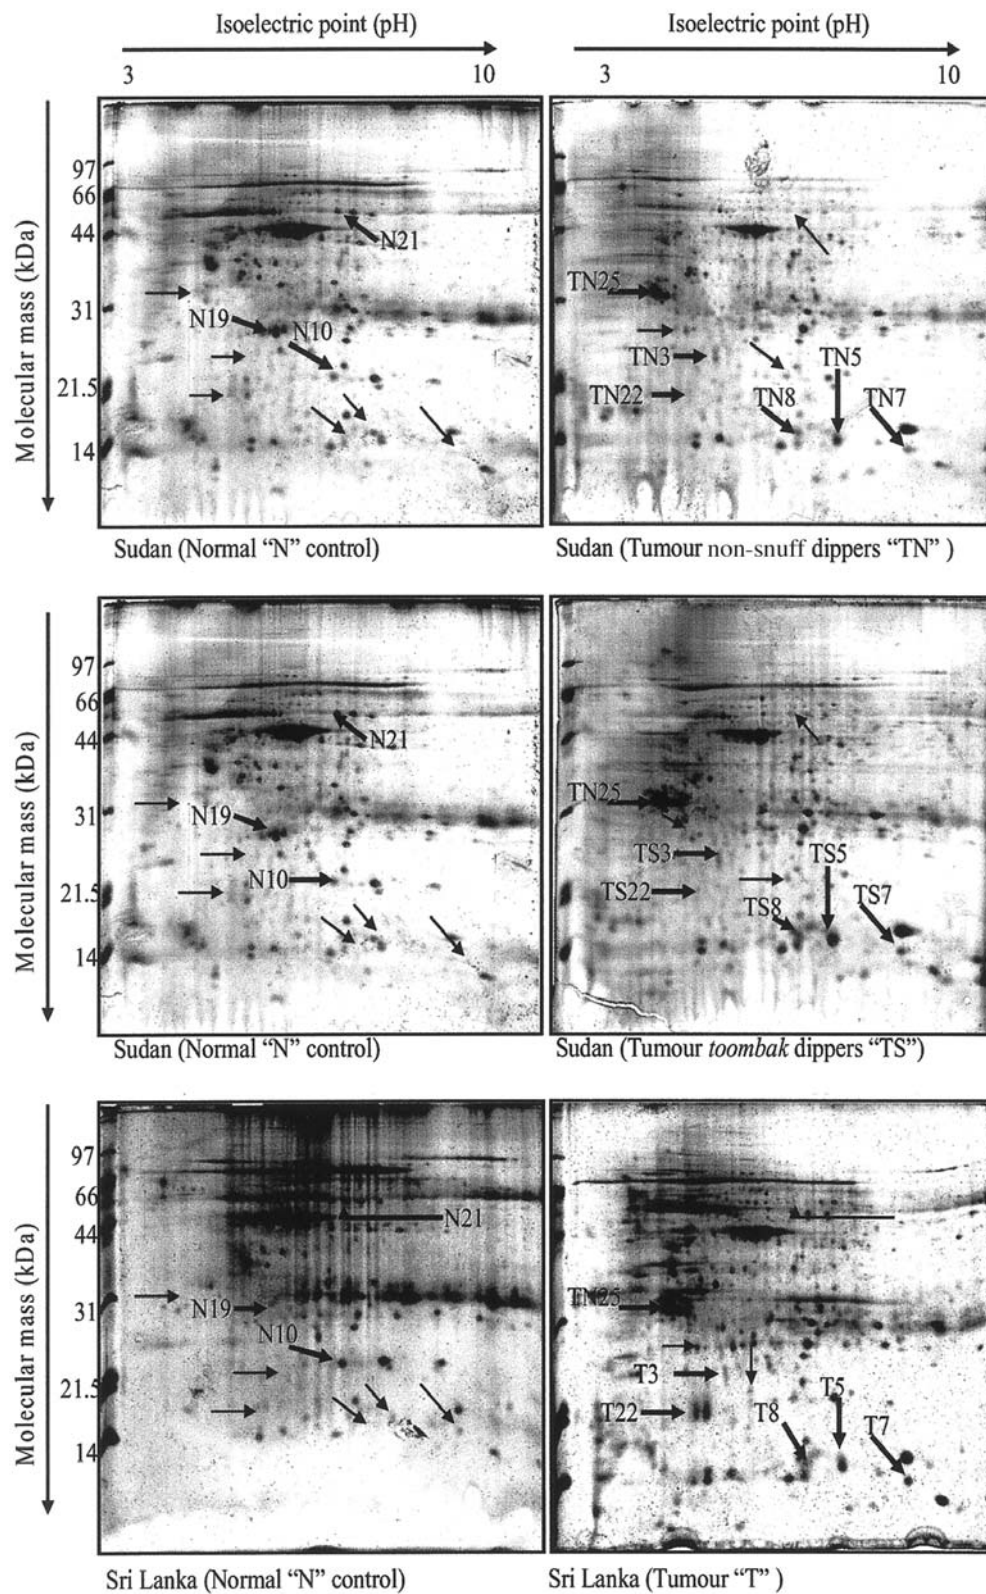 Isoelectric point (pH) Isoelectric point (pH)
3 10 3 10
Molecular mass (kDa)
97
66
44
31
21.5
14
N21
N19 N10
TN25
TN3 TN5
TN22 TN8 TN7
Sudan (Normal “N” control) Sudan (Tumour non-snuff dippers “TN” )
Molecular mass (kDa)
97
66
44
31
21.5
14
N21
N19
N10
TN25
TS3 TS5
TS22 TS8 TS7
Sudan (Normal “N” control) Sudan (Tumour toombak dippers “TS”)
Molecular mass (kDa)
97
66
44
31
21.5
14
N21
N19
N10
TN25
T3 T5
T22 T8 T7
Sri Lanka (Normal “N” control) Sri Lanka (Tumour “T”)